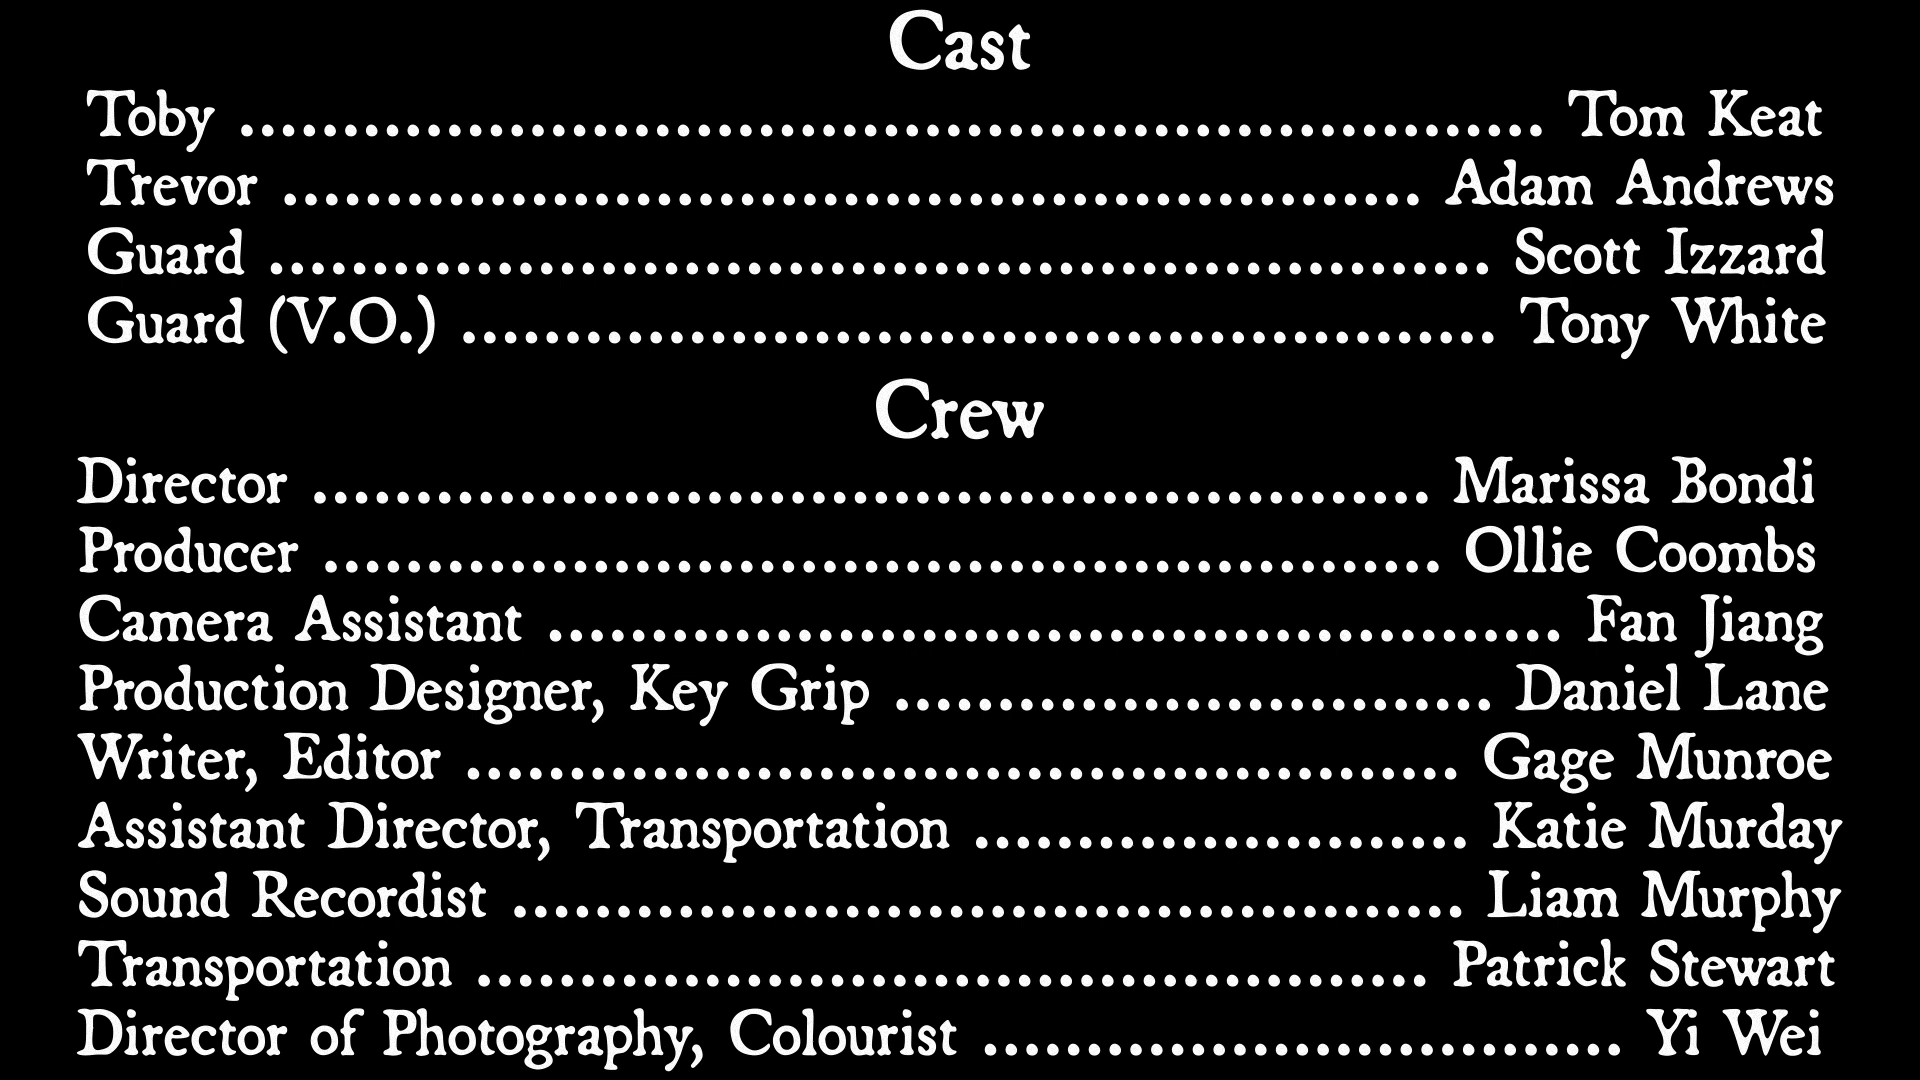 Cast
Toby ............................................................... Tom Keat
Trevor ....................................................... Adam Andrews
Guard ........................................................... Scott Izzard
Guard (V.O.) .................................................. Tony White
Crew
Director ...................................................... Marissa Bondi
Producer ...................................................... Ollie Coombs
Camera Assistant ................................................. Fan Jiang
Production Designer, Key Grip ............................. Daniel Lane
Writer, Editor ................................................ Gage Munroe
Assistant Director, Transportation ........................ Katie Murday
Sound Recordist .............................................. Liam Murphy
Transportation .............................................. Patrick Stewart
Director of Photography, Colourist ............................... Yi Wei